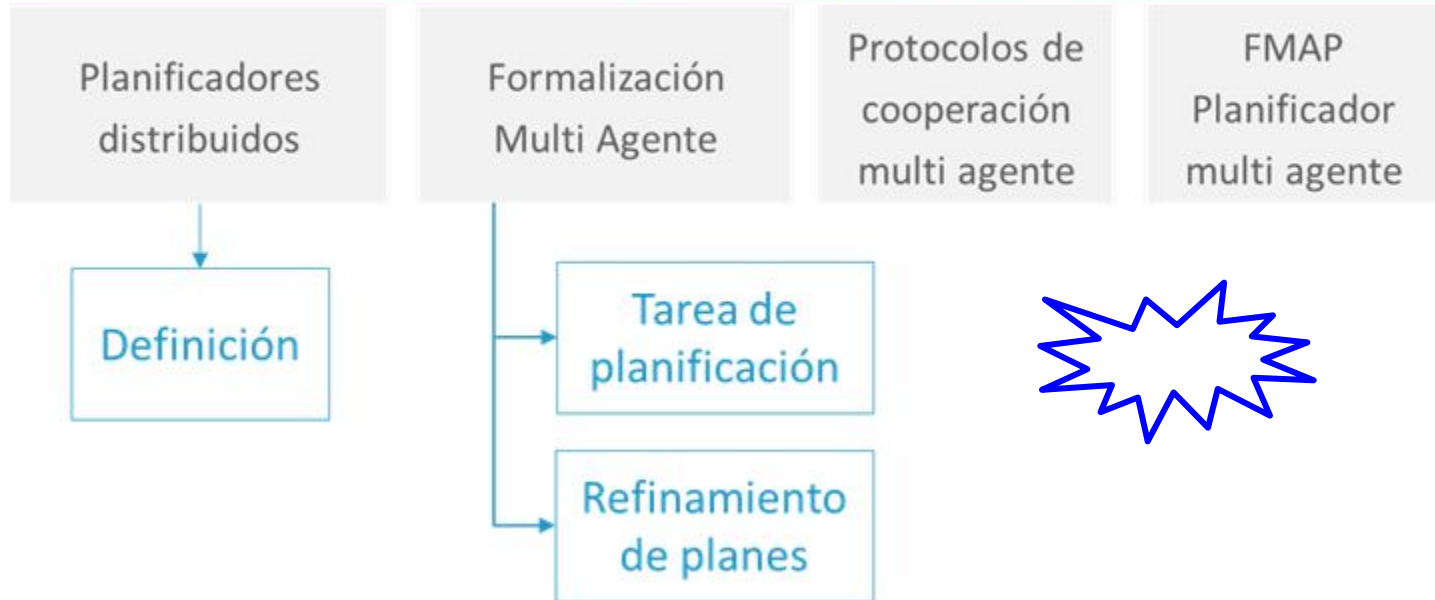 Planificadores
distribuidos
Formalización
Multi Agente
Protocolos de
cooperación
multi agente
FMAP
Planificador
multi agente
Definición
Tarea de
planificación
Refinamiento
de planes